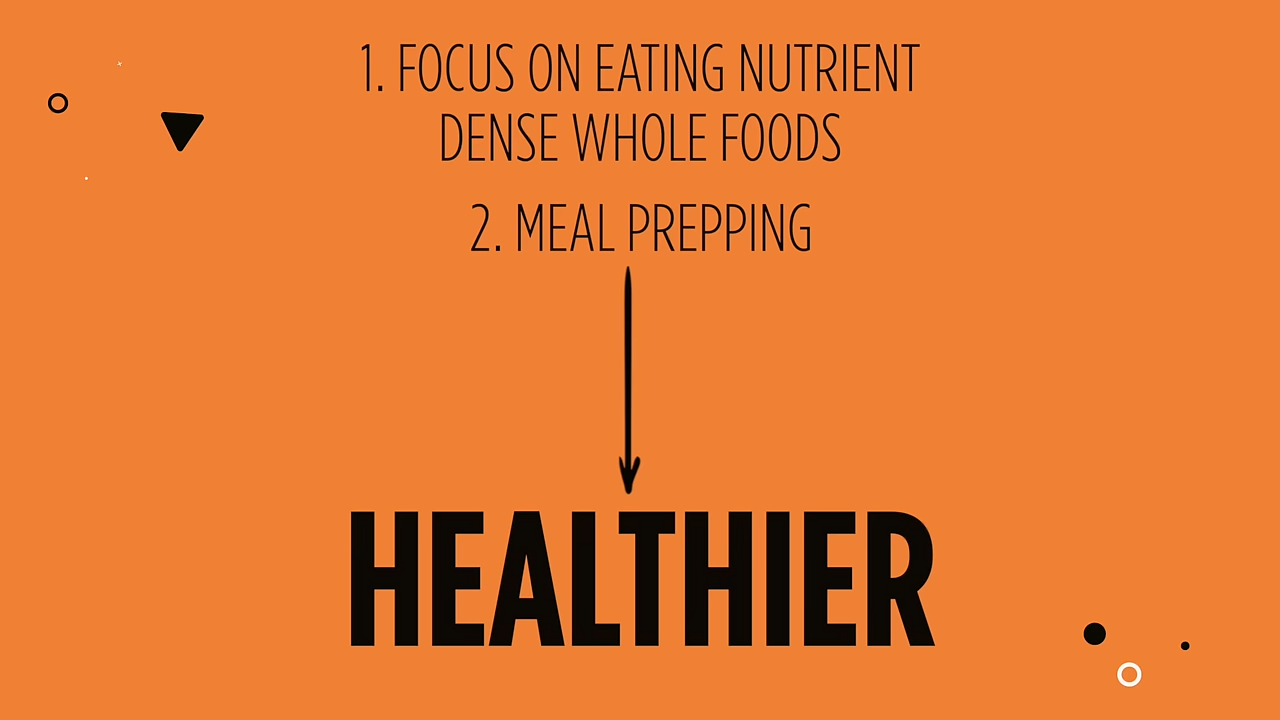 1. FOCUS ON EATING NUTRIENT
DENSE WHOLE FOODS
2. MEAL PREPPING
HEALTHIER